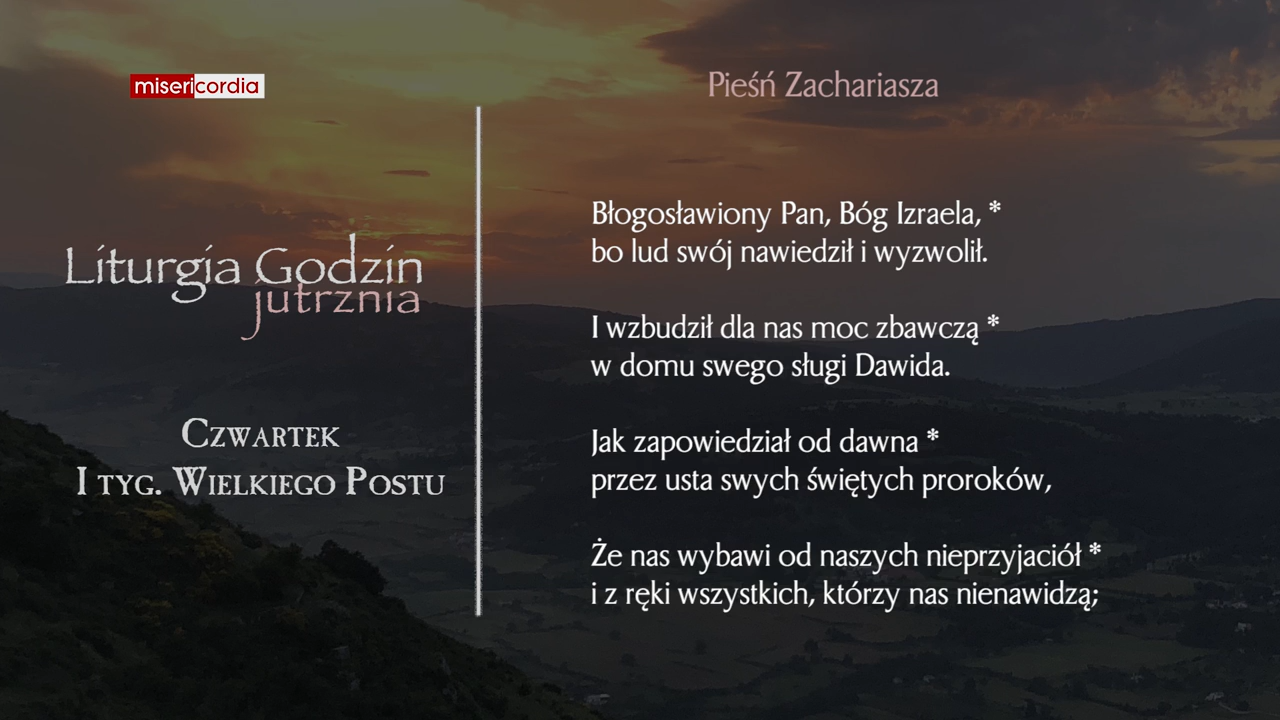 misericordia
Liturgia Godzin
jutrznia
Czwartek
I tyg. Wielkiego Postu
Pieśń Zachariasza
Błogosławiony Pan, Bóg Izraela, *
bo lud swój nawiedził i wyzwolił.
I wzbudził dla nas moc zbawczą *
w domu swego sługi Dawida.
Jak zapowiedział od dawna *
przez usta swych świętych proroków,
Że nas wybawi od naszych nieprzyjaciół *
i z ręki wszystkich, którzy nas nienawidzą;